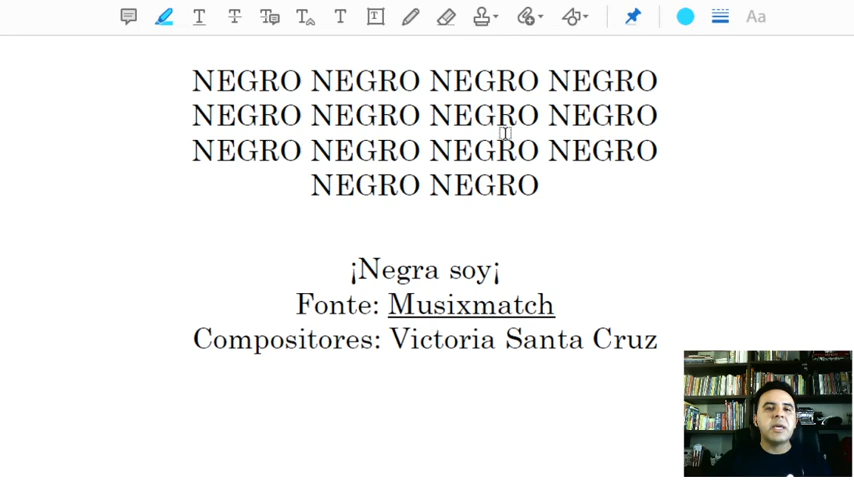 Aa
NEGRO NEGRO NEGRO NEGRO
NEGRO NEGRO NEGRO NEGRO
NEGRO NEGRO NEGRO NEGRO
NEGRO NEGRO
¡Negra soy¡
Fonte: Musixmatch
Compositores: Victoria Santa Cruz